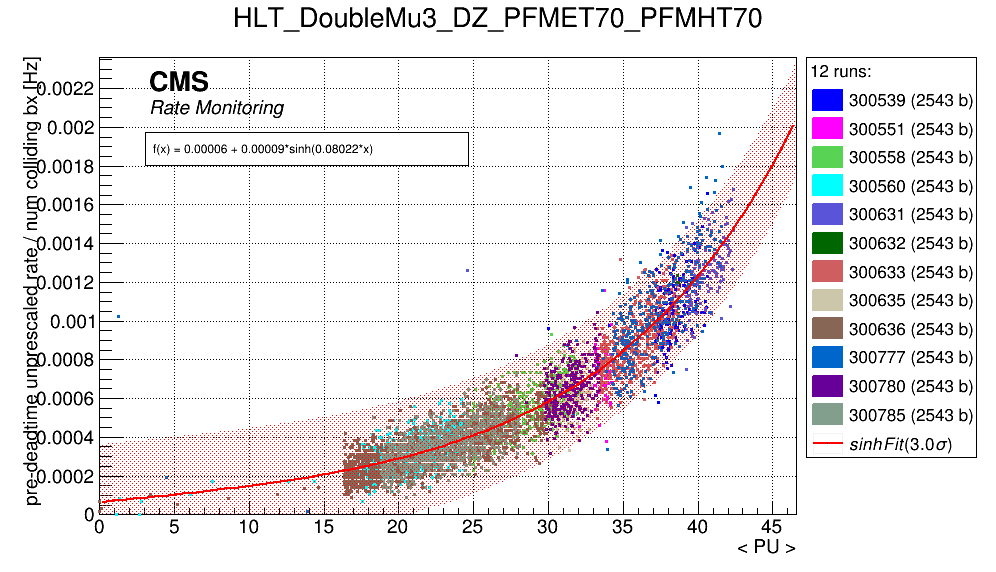 HLT_DoubleMu3_DZ_PFMET70_PFMHT70
pre-deadtime unprescaled rate / num colliding bx [Hz]
CMS
Rate Monitoring
f(x) = 0.00006 + 0.00009*sinh(0.08022*x)
0.0022
0.002
0.0018
0.0016
0.0014
0.0012
0.001
0.0008
0.0006
0.0004
0.0002
0
0 5 10 15 20 25 30 35 40 45
< PU >
12 runs:
300539 (2543 b)
300551 (2543 b)
300558 (2543 b)
300560 (2543 b)
300631 (2543 b)
300632 (2543 b)
300633 (2543 b)
300635 (2543 b)
300636 (2543 b)
300777 (2543 b)
300780 (2543 b)
300785 (2543 b)
sinhFit(3.0σ)